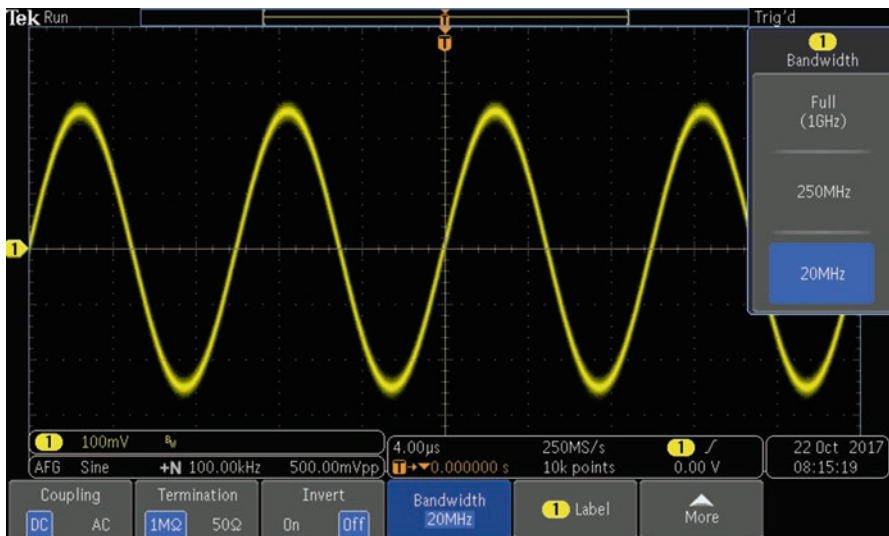 Tek Run Trig'd
T
T
1
Bandwidth
Full
(1GHz)
250MHz
20MHz
1
1 100mV BW
4.00μs 250MS/s 1 /
AFG Sine +N 100.00kHz 500.00mVpp
T→▼0.000000 s 10k points 0.00 V
22 Oct 2017
08:15:19
Coupling
DC AC
Termination
1MΩ 50Ω
Invert
On Off
Bandwidth
20MHz
1 Label
More